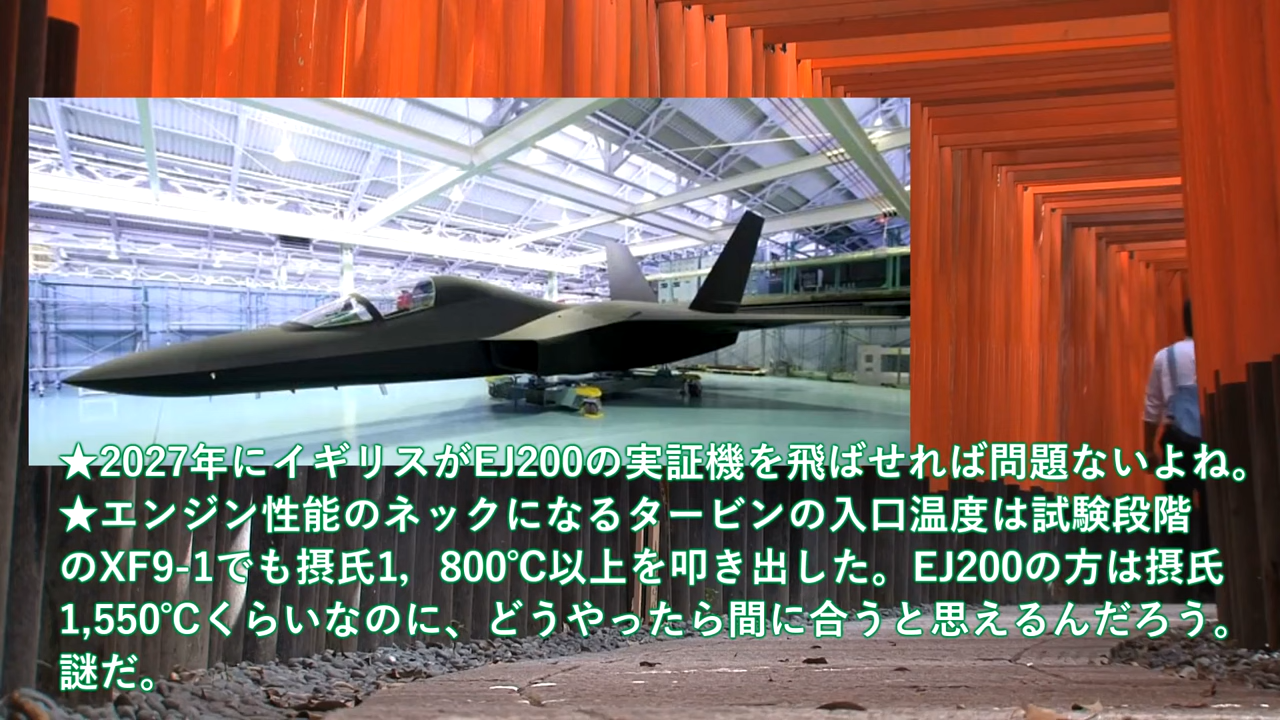 ★2027年にイギリスがEJ200の実証機を飛ばせれば問題ないよね。
★エンジン性能のネックになるタービンの入口温度は試験段階
のXF9-1でも摂氏1，800℃以上を叩き出した。EJ200の方は摂氏
1,550℃くらいなのに、どうやったら間に合うと思えるんだろう。
謎だ。